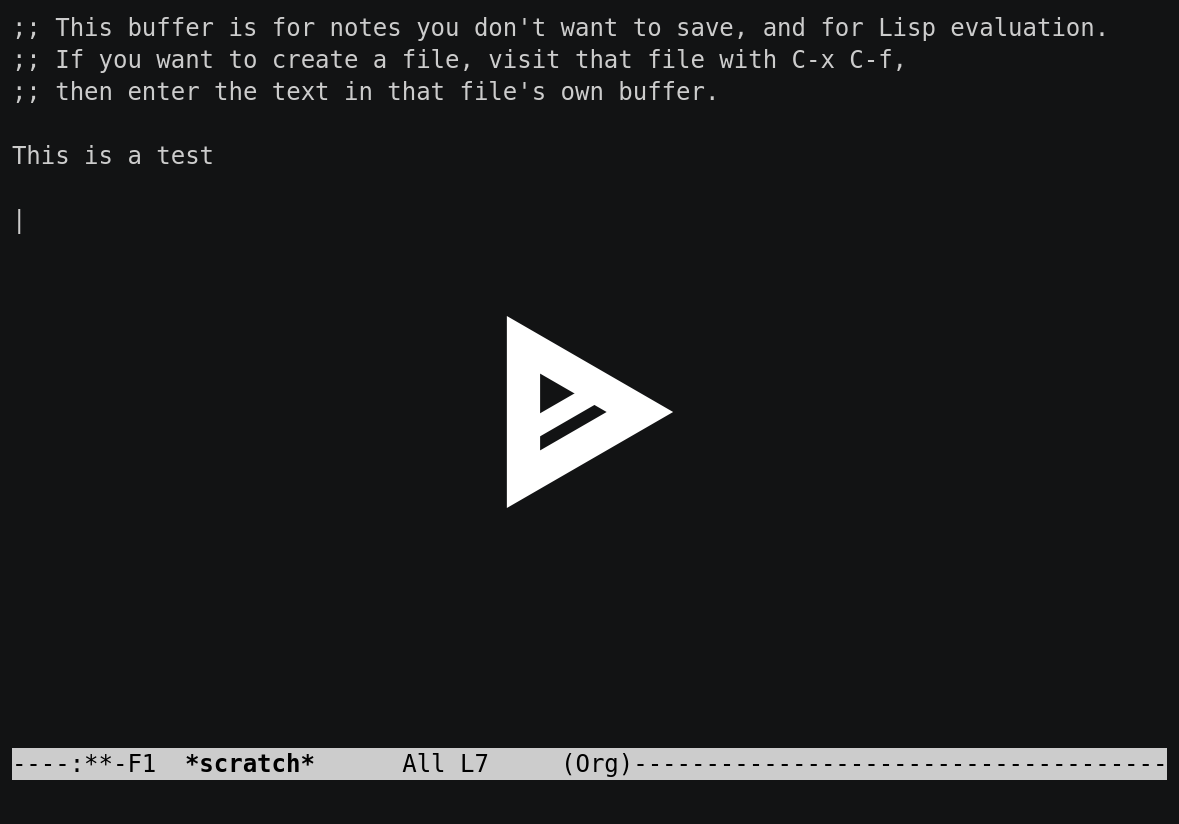 ;; This buffer is for notes you don't want to save, and for Lisp evaluation.
;; If you want to create a file, visit that file with C-x C-f,
;; then enter the text in that file's own buffer.
This is a test
----:**-F1  *scratch*      All L7     (Org)-------------------------------------